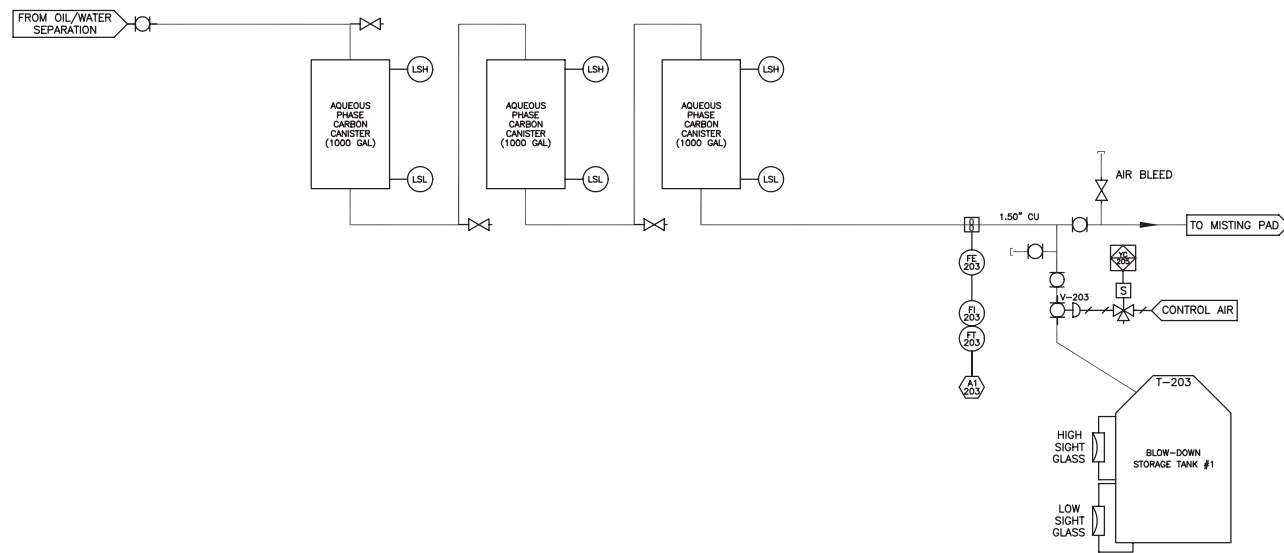 FROM OIL/WATER
SEPARATION
AQUEOUS
PHASE
CARBON
CANISTER
(1000 GAL)
LSH
LSL
AQUEOUS
PHASE
CARBON
CANISTER
(1000 GAL)
LSH
LSL
AQUEOUS
PHASE
CARBON
CANISTER
(1000 GAL)
LSH
LSL
AIR BLEED
1.50" CU
TO MISTING PAD
FE
203
FI
203
FT
203
A1
203
YC
205
S
V-203
CONTROL AIR
T-203
HIGH
SIGHT
GLASS
BLOW-DOWN
STORAGE TANK #1
LOW
SIGHT
GLASS